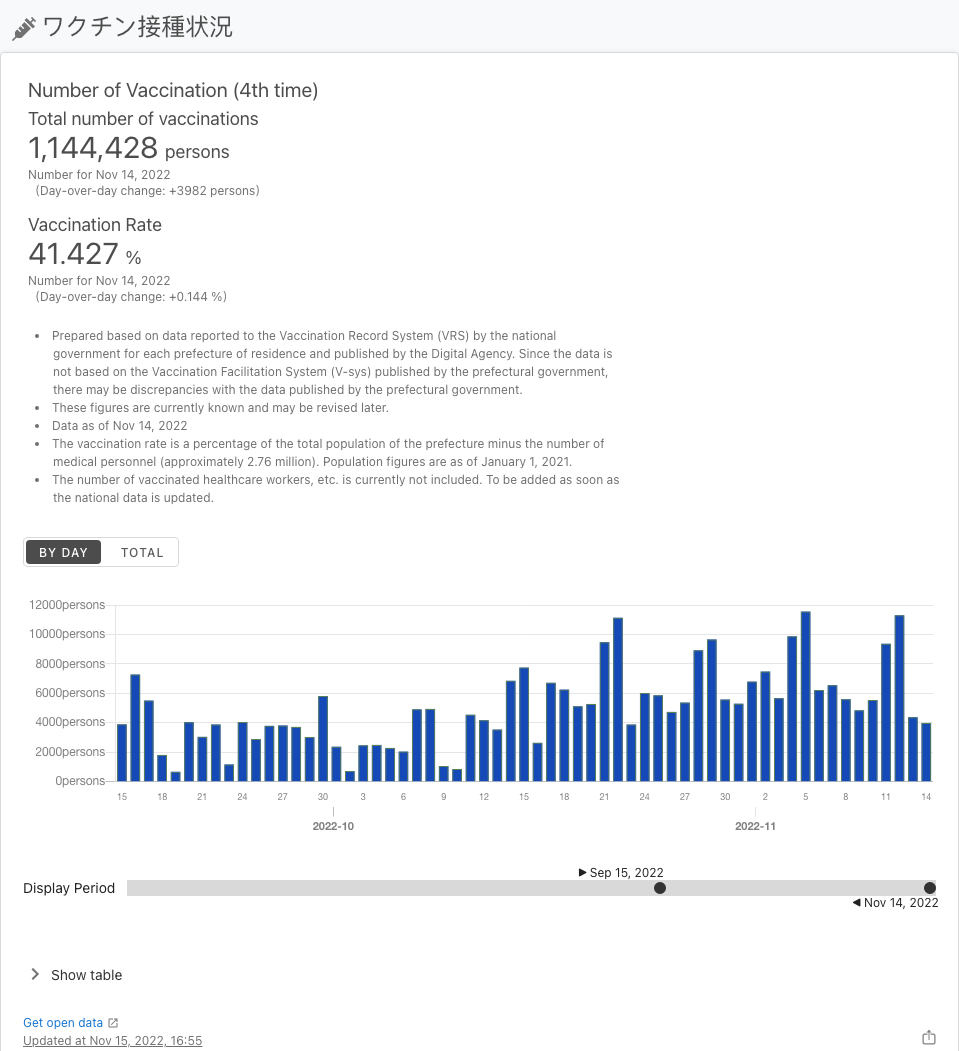 ワクチン接種状況
Number of Vaccination (4th time)
Total number of vaccinations
1,144,428 persons
Number for Nov 14, 2022
(Day-over-day change: +3982 persons)
Vaccination Rate
41.427 %
Number for Nov 14, 2022
(Day-over-day change: +0.144 %)
• Prepared based on data reported to the Vaccination Record System (VRS) by the national
government for each prefecture of residence and published by the Digital Agency. Since the data is
not based on the Vaccination Facilitation System (V-sys) published by the prefectural government,
there may be discrepancies with the data published by the prefectural government.
• These figures are currently known and may be revised later.
• Data as of Nov 14, 2022
• The vaccination rate is a percentage of the total population of the prefecture minus the number of
medical personnel (approximately 2.76 million). Population figures are as of January 1, 2021.
• The number of vaccinated healthcare workers, etc. is currently not included. To be added as soon as
the national data is updated.
BY DAY TOTAL
12000persons
10000persons
8000persons
6000persons
4000persons
2000persons
0persons
15 18 21 24 27 30 3 6 9 12 15 18 21 24 27 30 2 5 8 11 14
2022-10 2022-11
▶ Sep 15, 2022
Display Period
◀ Nov 14, 2022
Show table
Get open data
Updated at Nov 15, 2022, 16:55